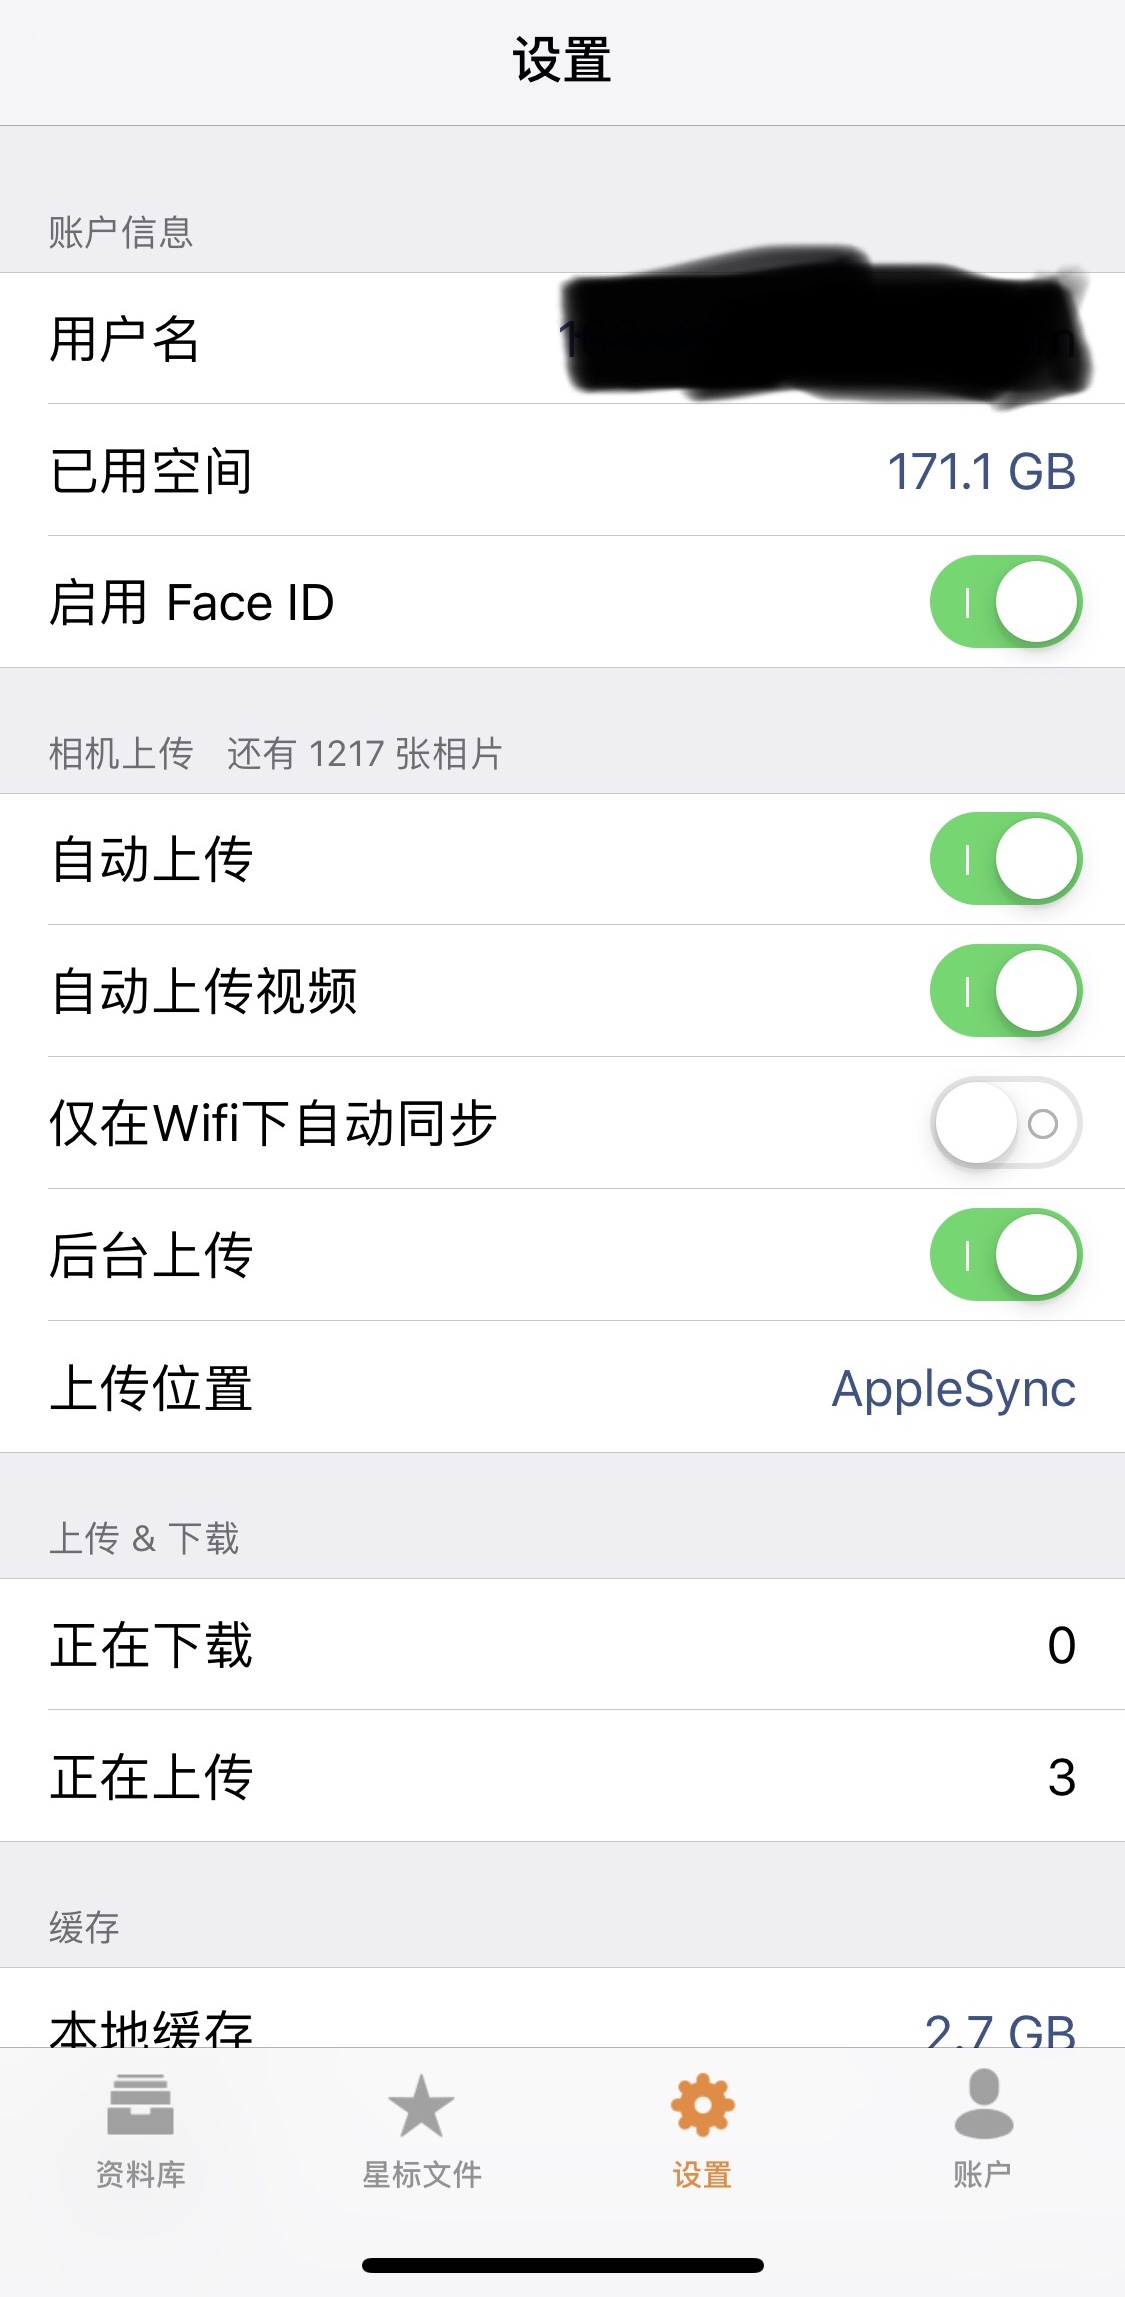 设置
账户信息
用户名
已用空间 171.1 GB
启用 Face ID
相机上传 还有 1217 张相片
自动上传
自动上传视频
仅在Wifi下自动同步
后台上传
上传位置 AppleSync
上传 & 下载
正在下载 0
正在上传 3
缓存
本地缓存 2.7 GB
资料库 星标文件 设置 账户